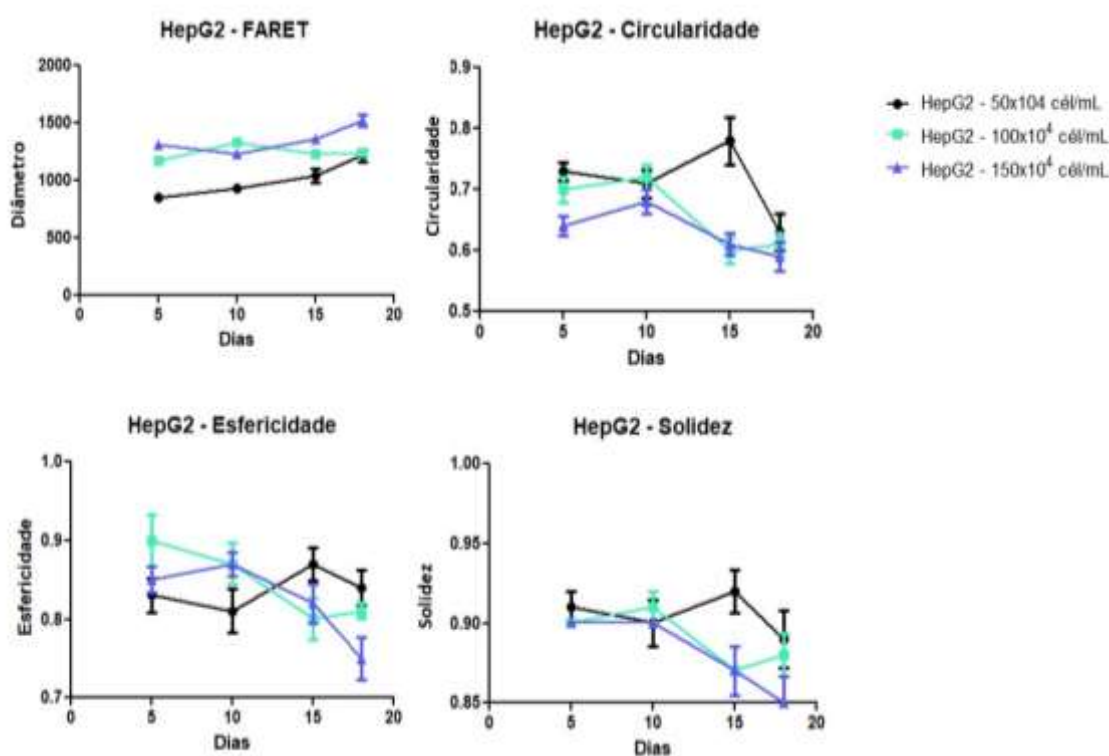 HepG2 - FARET
Diâmetro
2000
1500
1000
500
0
0 5 10 15 20
Dias
HepG2 - Circularidade
Circularidade
0.9
0.8
0.7
0.6
0.5
0 5 10 15 20
Dias
HepG2 - 50x104 cél/mL
HepG2 - 100x10⁴ cél/mL
HepG2 - 150x10⁴ cél/mL
HepG2 - Esfericidade
Esfericidade
1.0
0.9
0.8
0.7
0 5 10 15 20
Dias
HepG2 - Solidez
Solidez
1.00
0.95
0.90
0.85
0 5 10 15 20
Dias